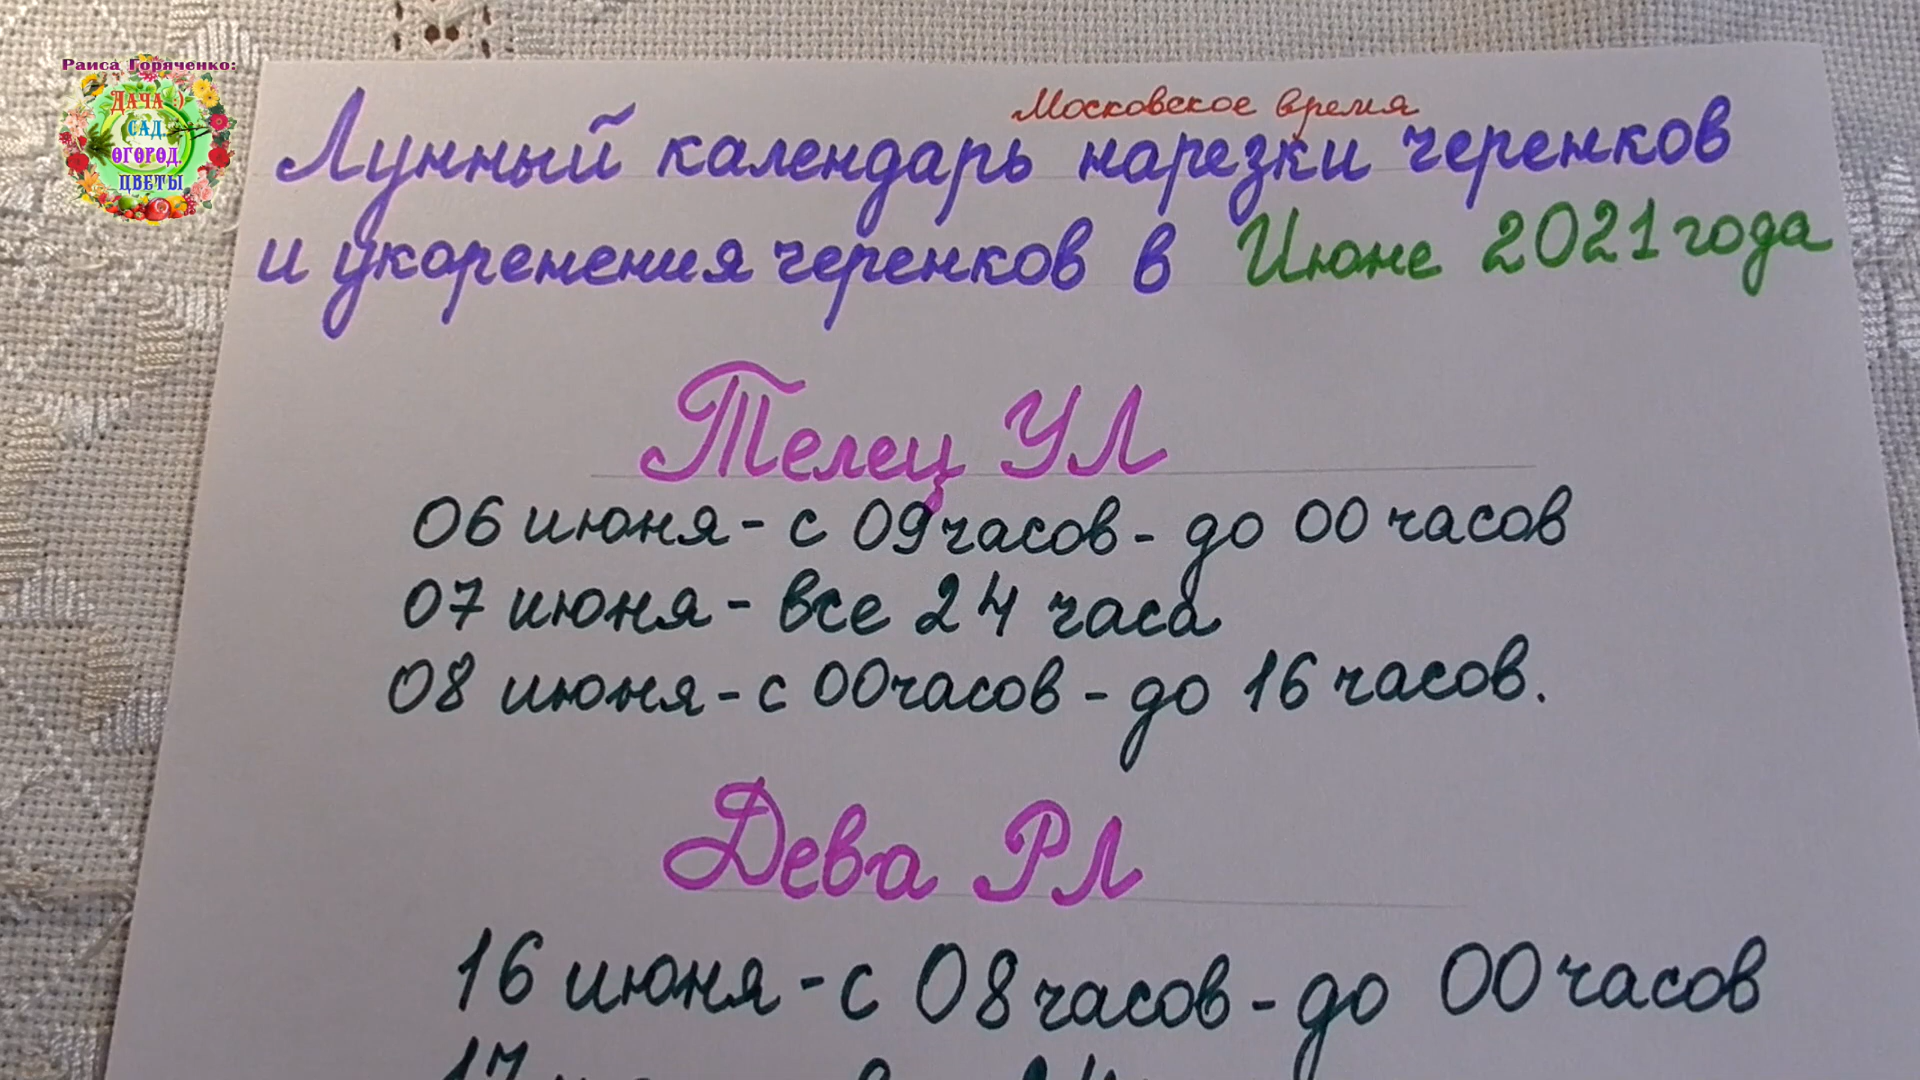 Раиса Горяченко:
ДАЧА :)
САД.
ОГОРОД.
ЦВЕТЫ
Московское время
Лунный календарь нарезки черенков
и укоренения черенков в Июне 2021 года
Телец УЛ
06 июня - с 09 часов - до 00 часов
07 июня - все 24 часа
08 июня - с 00 часов - до 16 часов.
Дева РЛ
16 июня - с 08 часов - до 00 часов
17